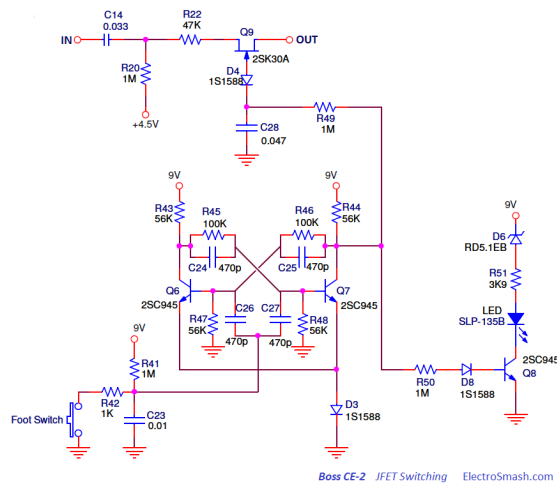 C14
0.033
R22
47K
Q9
IN
OUT
2SK30A
R20
1M
D4
1S1588
+4.5V
C28
0.047
R49
1M
9V
9V
R43
56K
R45
100K
R46
100K
R44
56K
9V
C24
470p
C25
470p
D6
RD5.1EB
Q6
Q7
R51
3K9
2SC945
2SC945
C26
C27
LED
SLP-135B
R47
56K
R48
56K
470p
470p
9V
R41
1M
2SC945
Q8
R42
1K
R50
1M
D8
1S1588
Foot Switch
C23
0.01
D3
1S1588
Boss CE-2 JFET Switching ElectroSmash.com